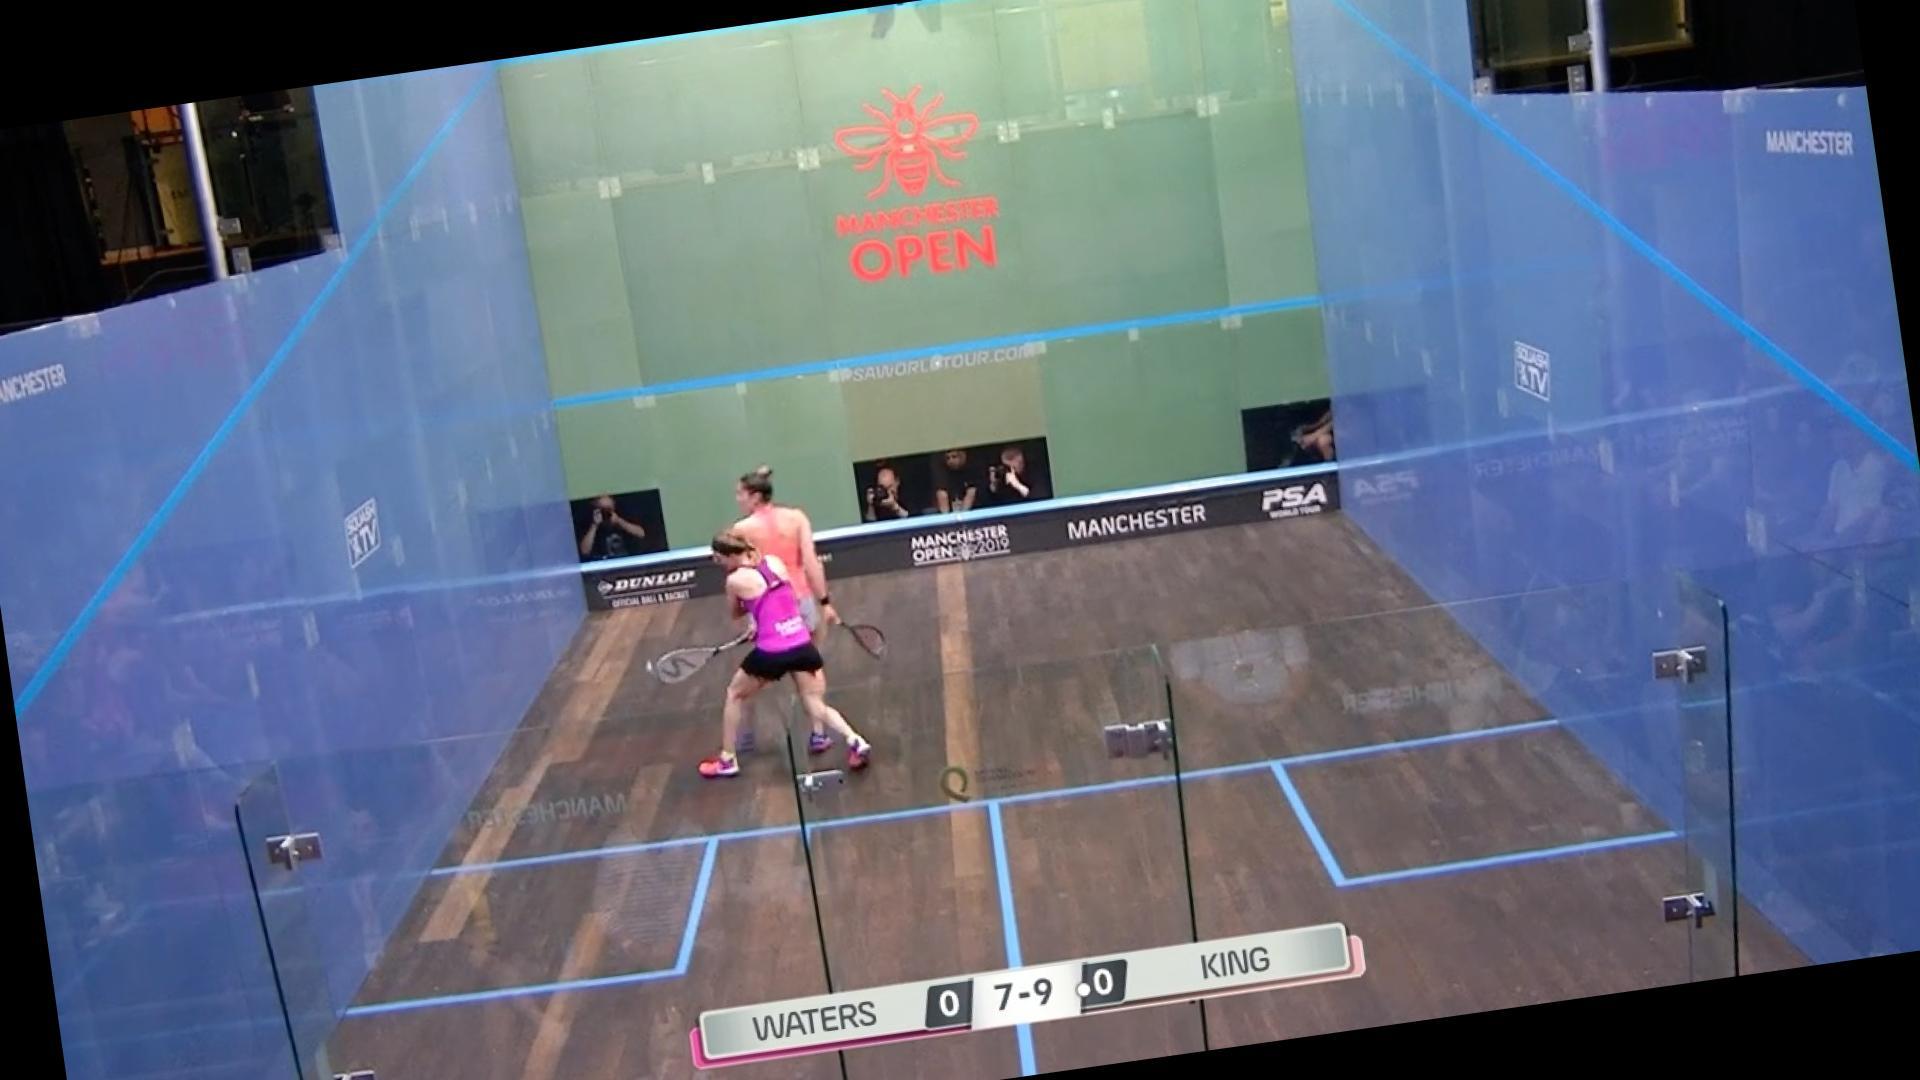 MANCHESTER
OPEN
MANCHESTER
MANCHESTER
PSAWORLDTOUR.COM
SQUASH
TV
SQUASH
TV
DUNLOP
OFFICIAL BALL & RACKET
MANCHESTER
OPEN 2019
MANCHESTER
PSA
WORLD TOUR
WATERS 0 7-9 0 KING